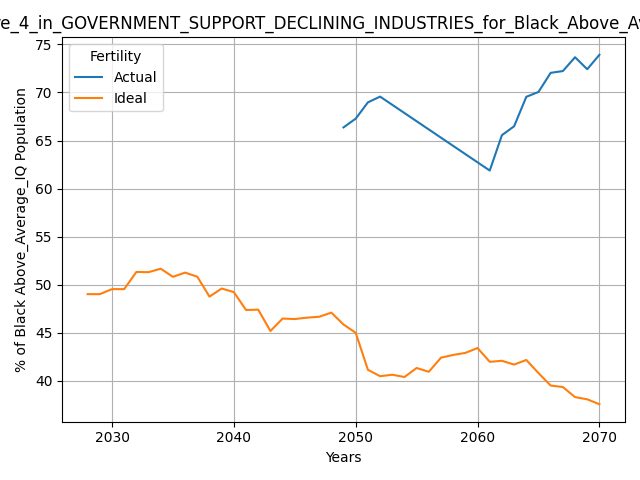 re_4_in_GOVERNMENT_SUPPORT_DECLINING_INDUSTRIES_for_Black_Above_Av
Fertility
Actual
Ideal
% of Black Above_Average_IQ Population
75
70
65
60
55
50
45
40
2030 2040 2050 2060 2070
Years